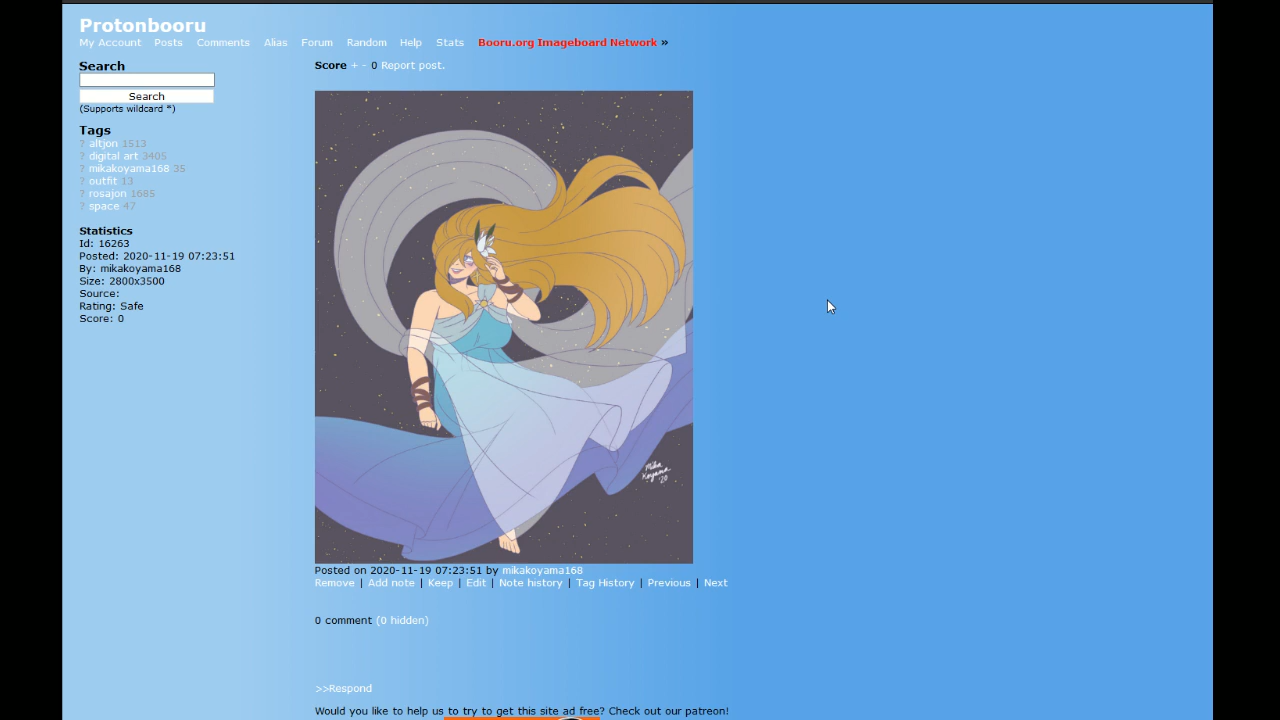 Protonbooru
My Account Posts Comments Alias Forum Random Help Stats Booru.org Imageboard Network »
Search
Search
(Supports wildcard *)
Tags
? altjon 1513
? digital art 3405
? mikakoyama168 35
? outfit 13
? rosajon 1685
? space 47
Statistics
Id: 16263
Posted: 2020-11-19 07:23:51
By: mikakoyama168
Size: 2800x3500
Source:
Rating: Safe
Score: 0
Score + - 0 Report post.
Mika
Koyama
'20
Posted on 2020-11-19 07:23:51 by mikakoyama168
Remove | Add note | Keep | Edit | Note history | Tag History | Previous | Next
0 comment (0 hidden)
>>Respond
Would you like to help us to try to get this site ad free? Check out our patreon!